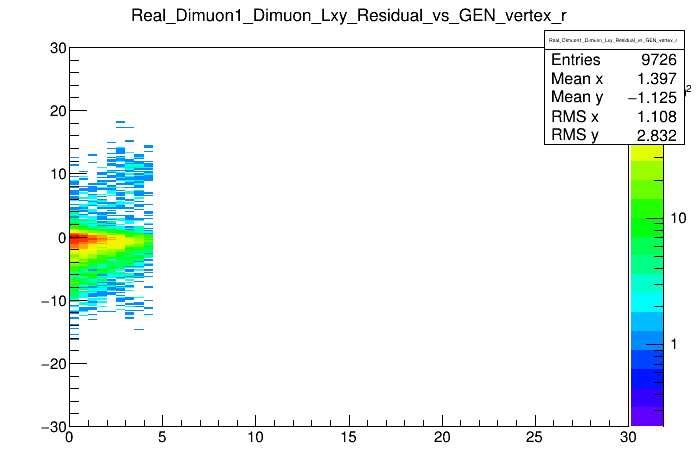 Real_Dimuon1_Dimuon_Lxy_Residual_vs_GEN_vertex_r
Real_Dimuon1_Dimuon_Lxy_Residual_vs_GEN_vertex_r
Entries 9726
Mean x 1.397
Mean y −1.125
RMS x 1.108
RMS y 2.832
30
20
10
0
−10
−20
−30
0 5 10 15 20 25 30
2
10
1